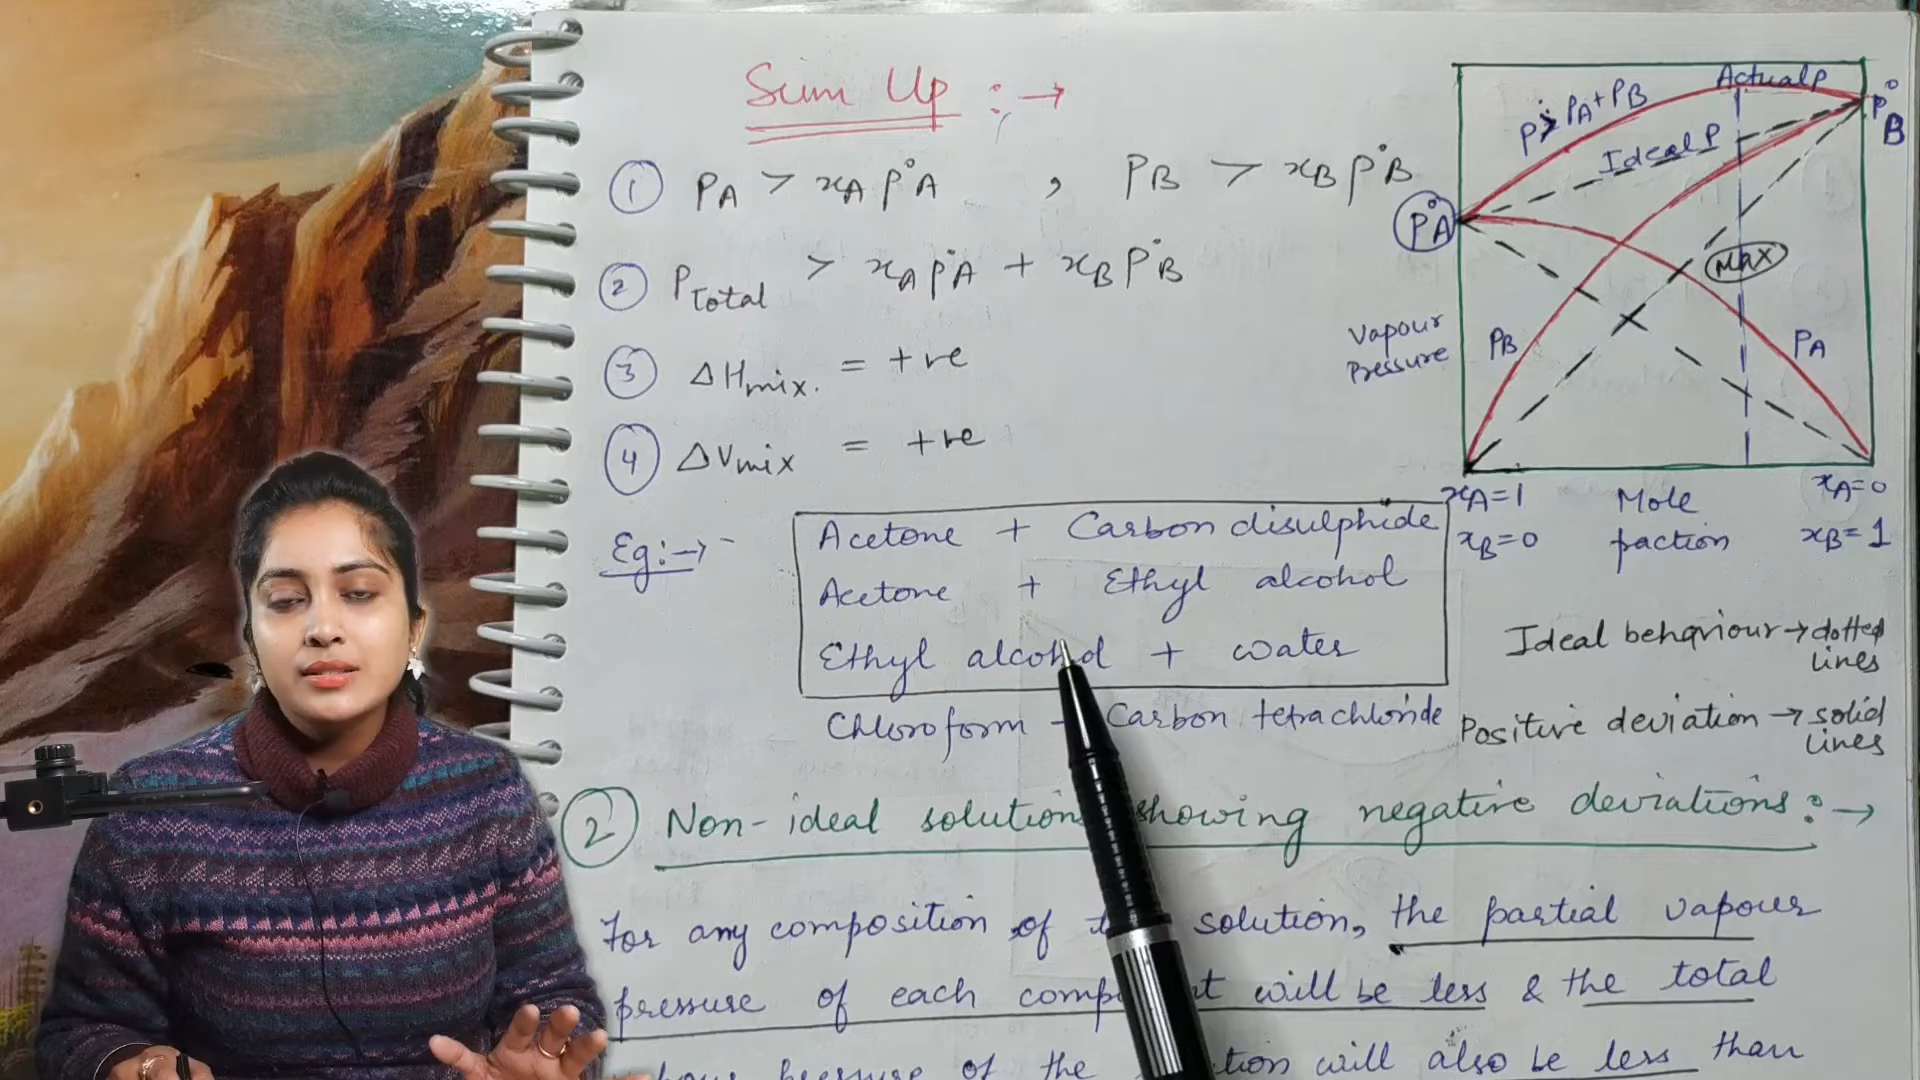 Sum Up :→
① PA > xA p°A , PB > xB p°B
② PTotal > xA p°A + xB p°B
③ ΔHmix. = +ve
④ ΔVmix = +ve
Eg:→
Acetone + Carbon disulphide
Acetone + Ethyl alcohol
Ethyl alcohol + water
Chloroform + Carbon tetrachloride
Actual P
PA + PB
Ideal P
p°B
p°A
Max
Vapour
Pressure
PB
PA
xA=1 Mole xA=0
xB=0 fraction xB=1
Ideal behaviour → dotted
lines
Positive deviation → solid
lines
② Non-ideal solution showing negative deviations :→
For any composition of solution, the partial vapour
pressure of each will be less & the total
pressure of the will also be less than